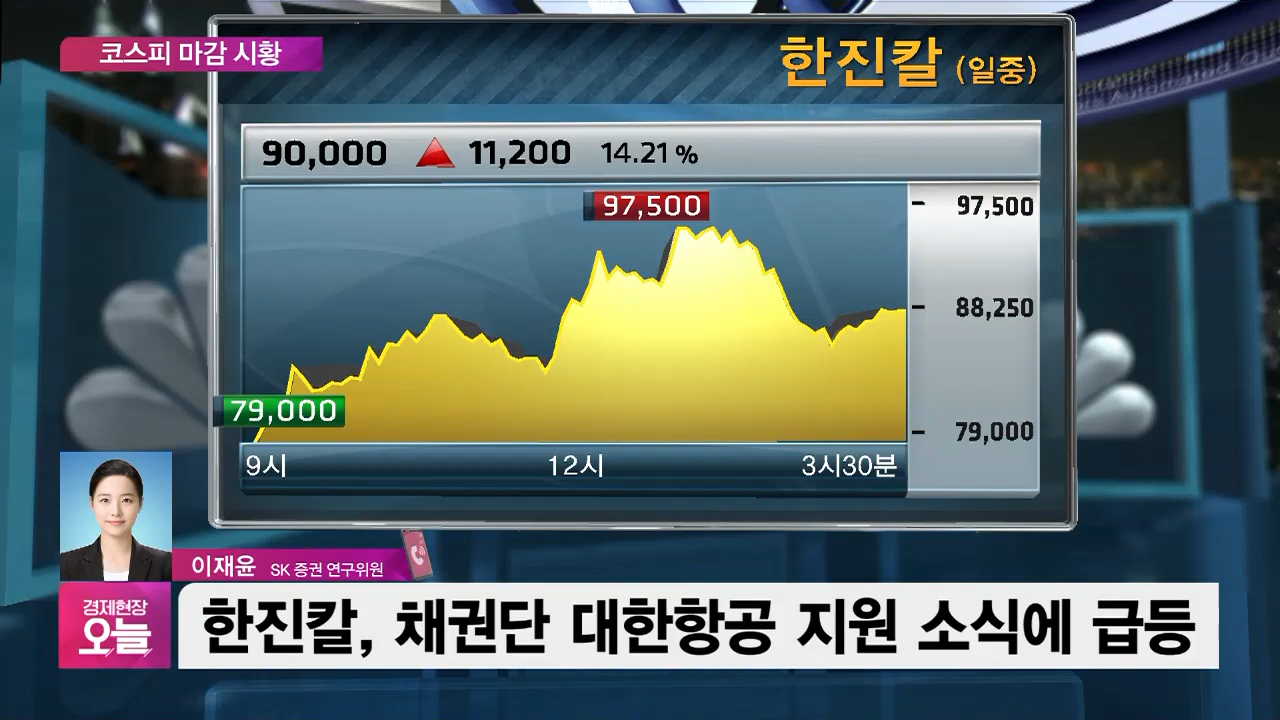 코스피 마감 시황
한진칼 (일중)
90,000 ▲ 11,200 14.21 %
97,500
97,500
88,250
79,000
79,000
9시 12시 3시30분
이재윤 SK 증권 연구위원
경제현장
오늘
한진칼, 채권단 대한항공 지원 소식에 급등